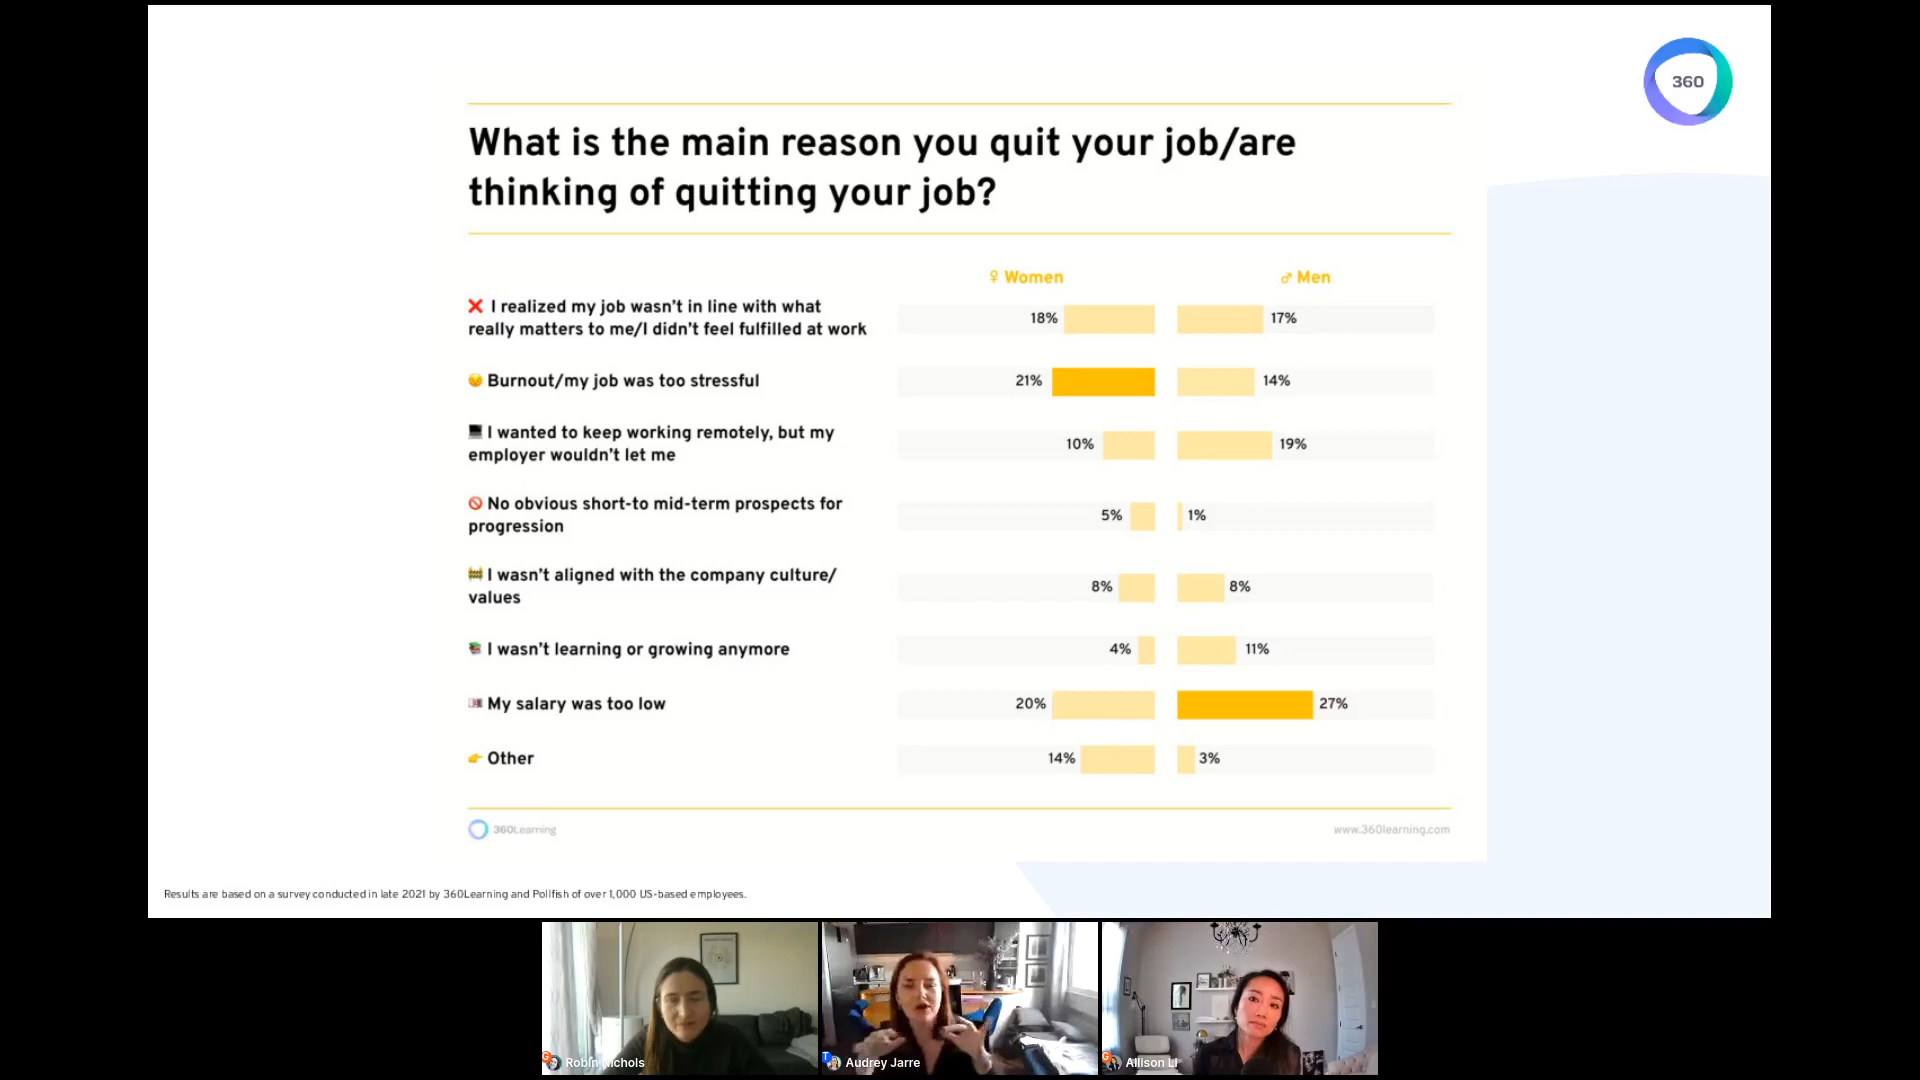 360
What is the main reason you quit your job/are
thinking of quitting your job?
♀ Women
♂ Men
❌ I realized my job wasn't in line with what
really matters to me/I didn't feel fulfilled at work
18%
17%
Burnout/my job was too stressful
21%
14%
I wanted to keep working remotely, but my
employer wouldn't let me
10%
19%
No obvious short-to mid-term prospects for
progression
5%
1%
I wasn't aligned with the company culture/
values
8%
8%
I wasn't learning or growing anymore
4%
11%
My salary was too low
20%
27%
Other
14%
3%
360Learning
www.360learning.com
Results are based on a survey conducted in late 2021 by 360Learning and Pollfish of over 1,000 US-based employees.
Robin Nichols
Audrey Jarre
Allison Li